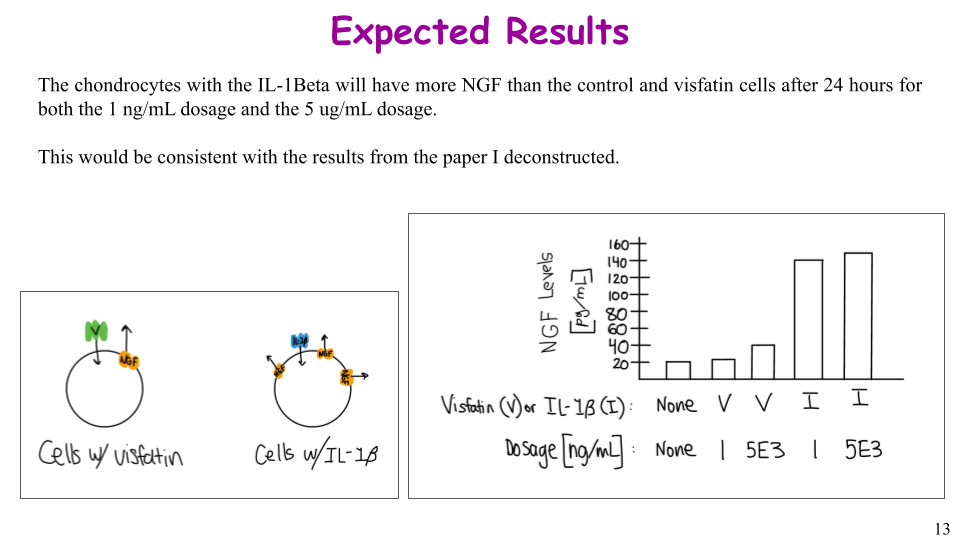 Expected Results
The chondrocytes with the IL-1Beta will have more NGF than the control and visfatin cells after 24 hours for
both the 1 ng/mL dosage and the 5 ug/mL dosage.
This would be consistent with the results from the paper I deconstructed.
V
NGF
Cells w/ visfatin
IL-1β
NGF
NGF
NGF
Cells w/ IL-1β
NGF Levels
[pg/mL]
160
140
120
100
80
60
40
20
Visfatin (V) or IL-1β (I): None V V I I
Dosage [ng/mL]: None 1 5E3 1 5E3
13